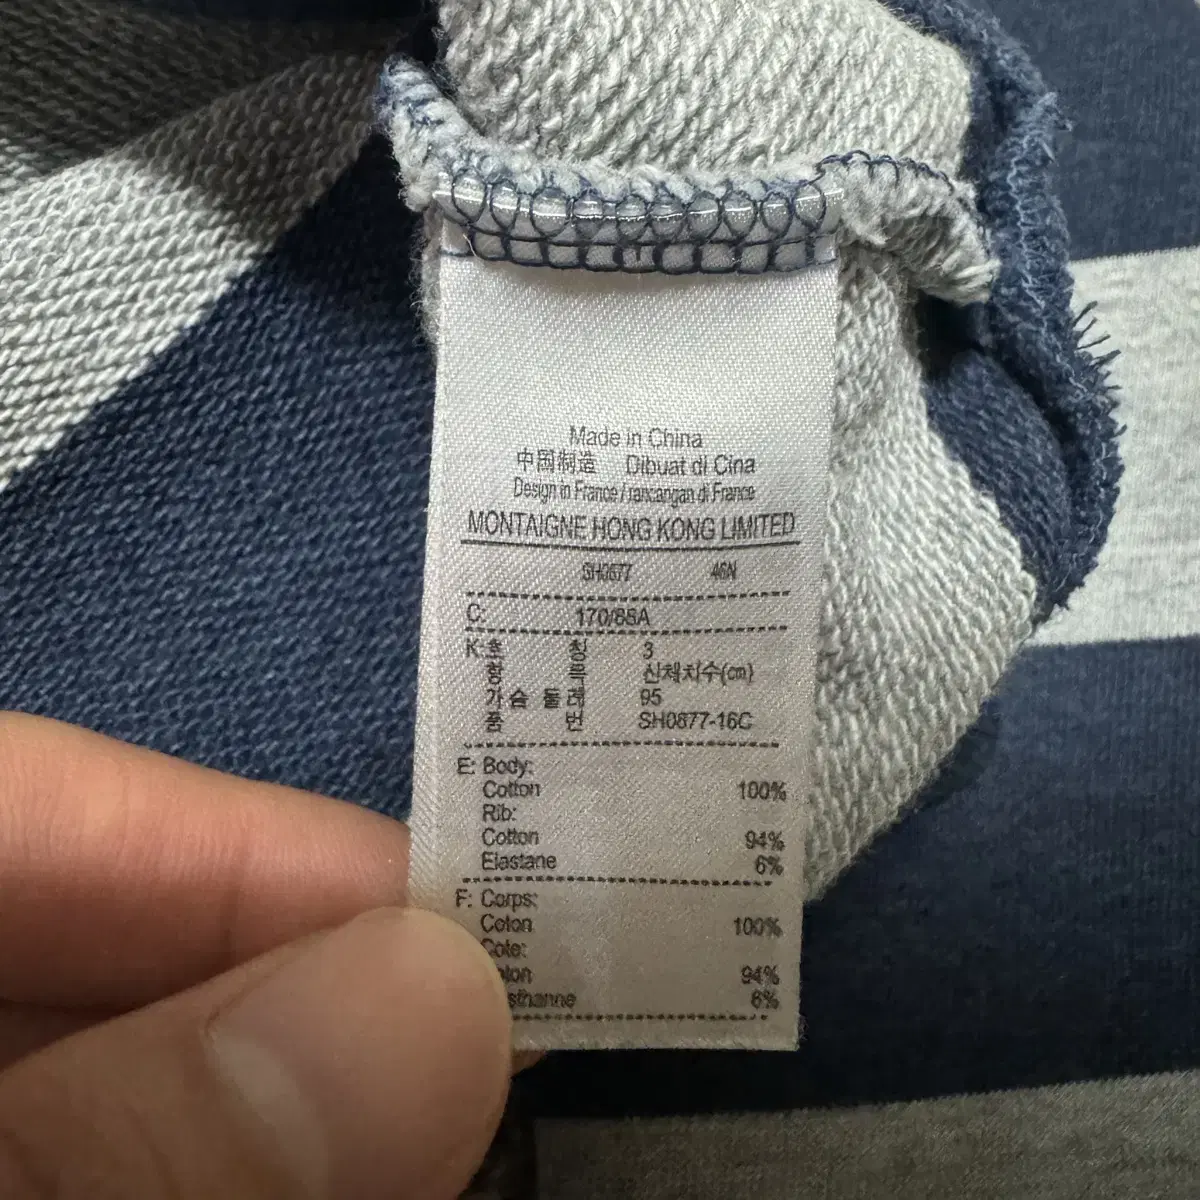 Made in China
中国制造 Dibuat di Cina
Design in France / rancangan di France
MONTAIGNE HONG KONG LIMITED
SH0877 46N
C: 170/88A
K: 호 칭 3
항 목 신체치수(cm)
가슴 둘레 95
품 번 SH0877-16C
E: Body:
Cotton 100%
Rib:
Cotton 94%
Elastane 6%
F: Corps:
Coton 100%
Cote:
94%
6%